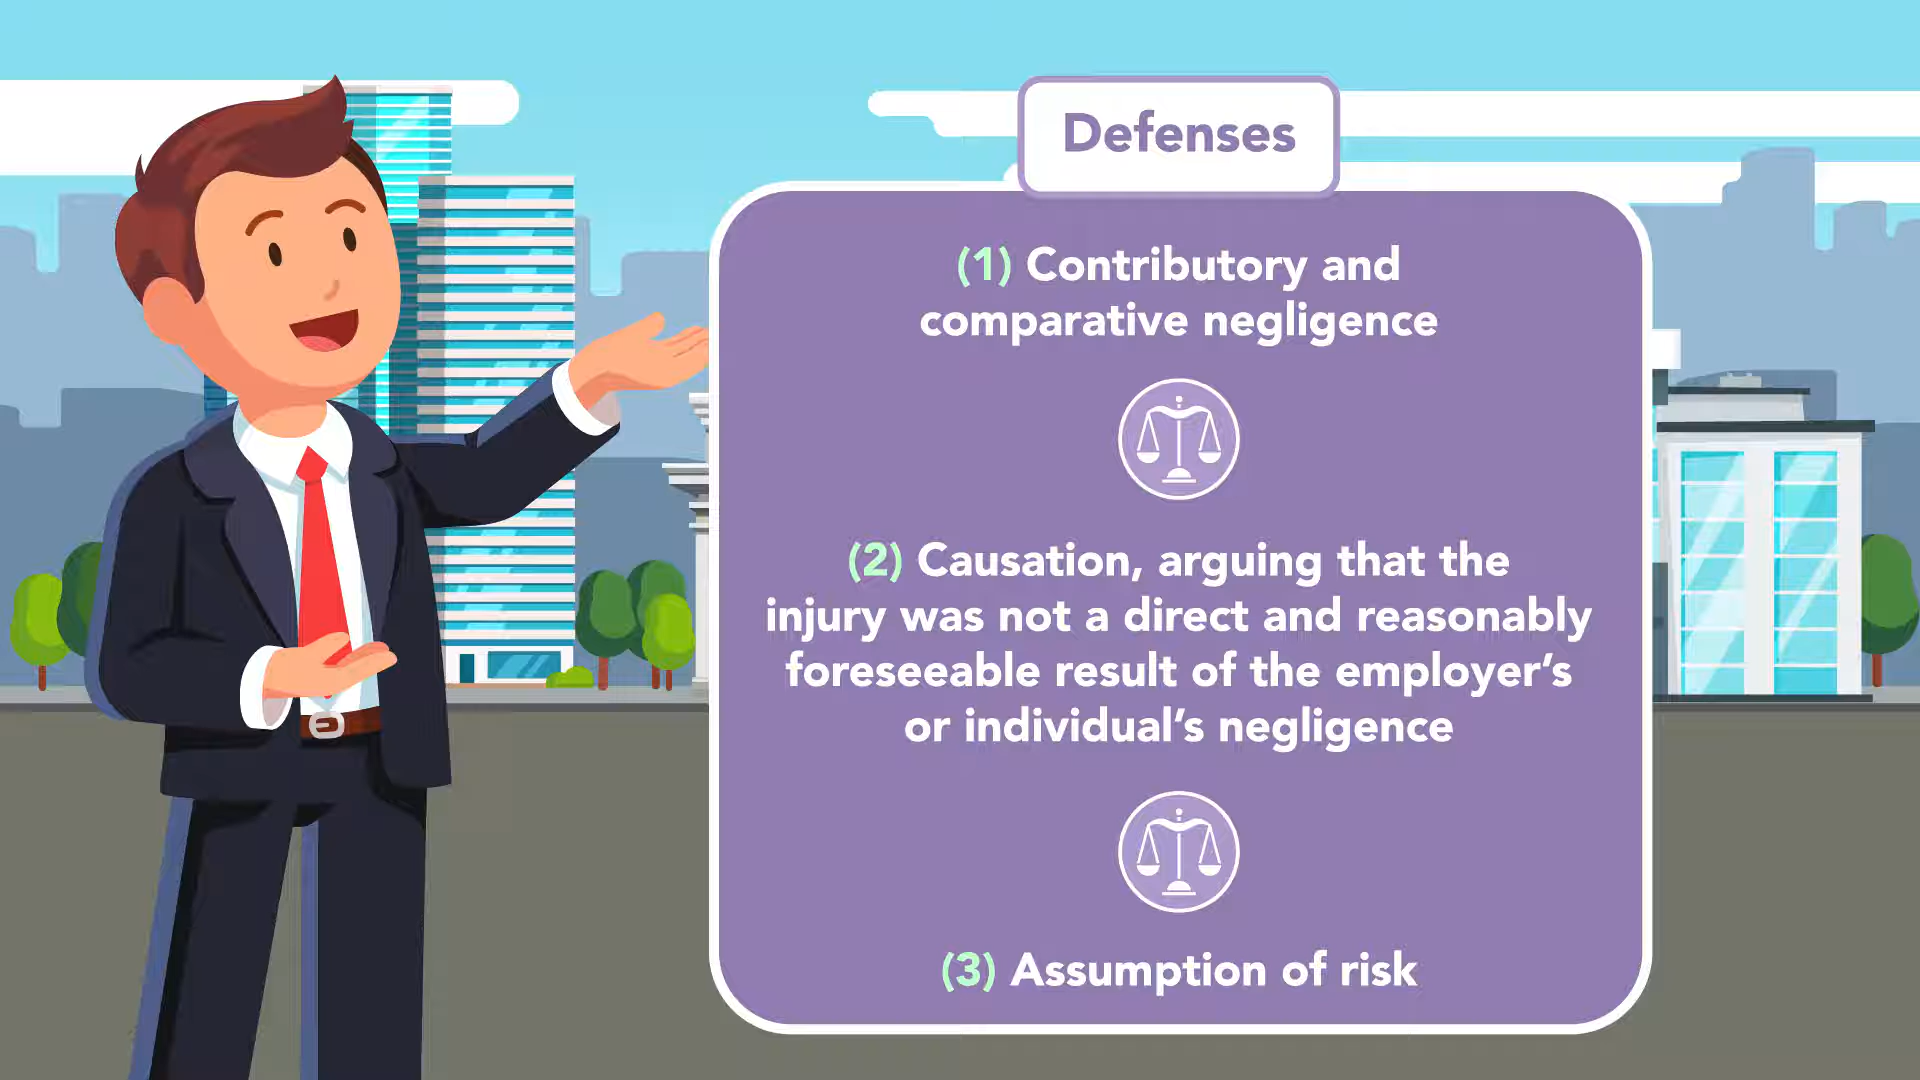 Defenses
(1) Contributory and
comparative negligence
(2) Causation, arguing that the
injury was not a direct and reasonably
foreseeable result of the employer’s
or individual’s negligence
(3) Assumption of risk